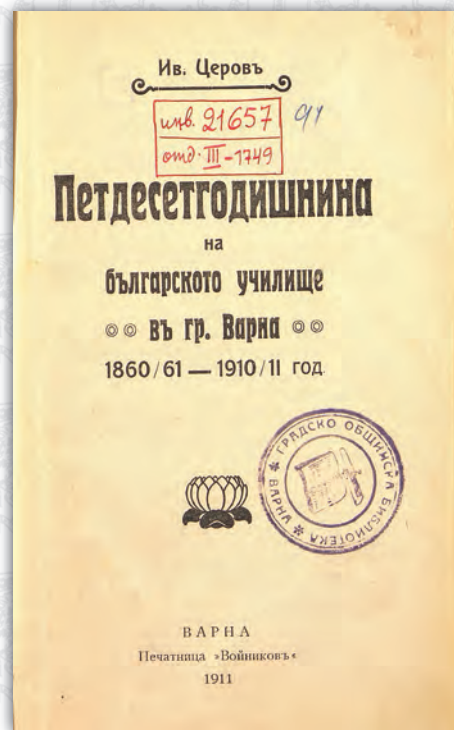 Ив. Церовъ
инв. 21657 91
отд. III-1749
Петдесетгодишнина
на
българското училище
въ гр. Варна
1860/61 — 1910/11 год.
ГРАДСКО ОБЩИНСКА БИБЛИОТЕКА * ВАРНА *
ВАРНА
Печатница »Войниковъ«
1911